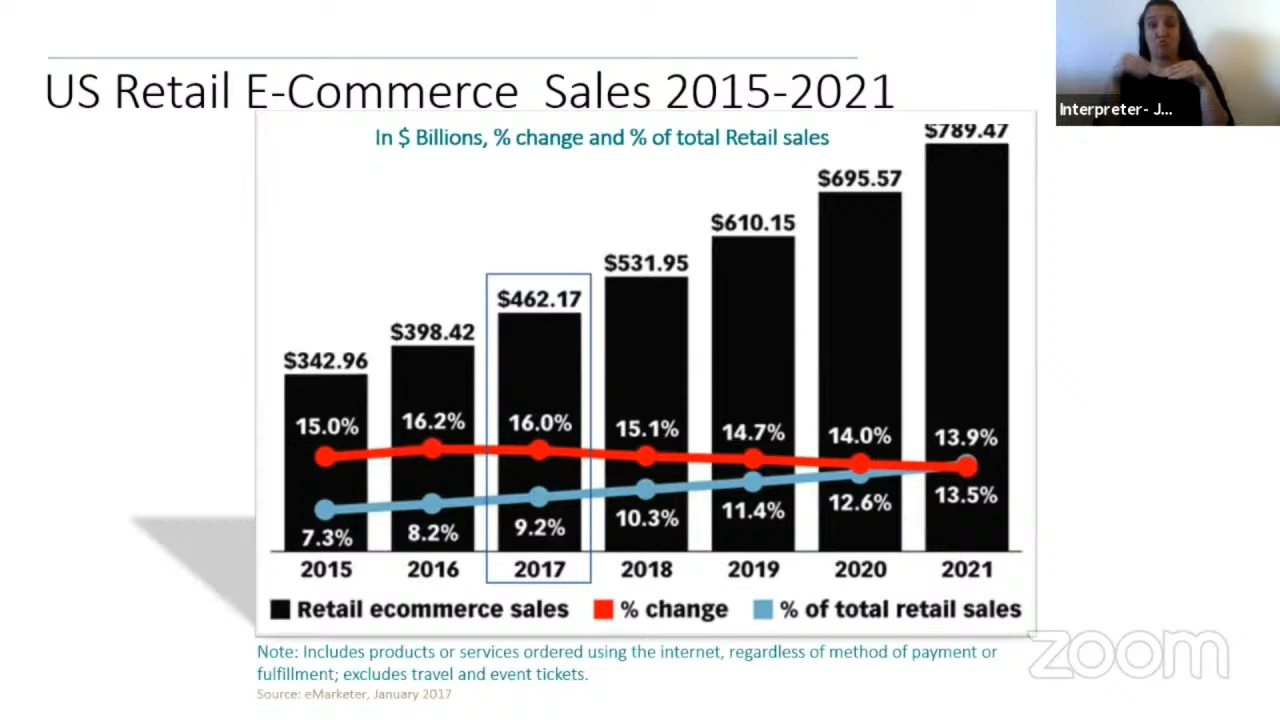 US Retail E-Commerce Sales 2015-2021
Interpreter- J...
In $ Billions, % change and % of total Retail sales
$789.47
$695.57
$610.15
$531.95
$462.17
$398.42
$342.96
15.0% 16.2% 16.0% 15.1% 14.7% 14.0% 13.9%
7.3% 8.2% 9.2% 10.3% 11.4% 12.6% 13.5%
2015 2016 2017 2018 2019 2020 2021
Retail ecommerce sales % change % of total retail sales
Note: Includes products or services ordered using the internet, regardless of method of payment or
fulfillment; excludes travel and event tickets.
Source: eMarketer, January 2017
zoom